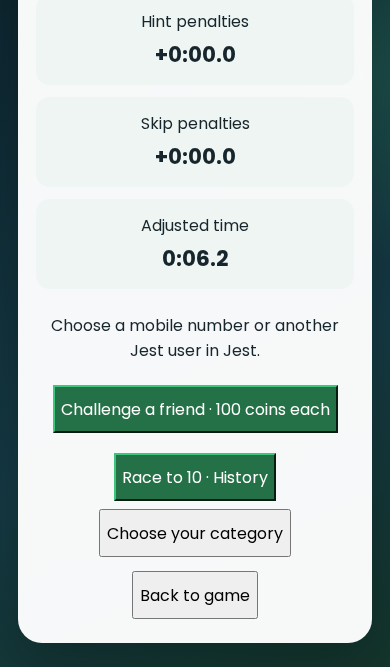 Hint penalties
+0:00.0
Skip penalties
+0:00.0
Adjusted time
0:06.2
Choose a mobile number or another
Jest user in Jest.
Challenge a friend · 100 coins each
Race to 10 · History
Choose your category
Back to game